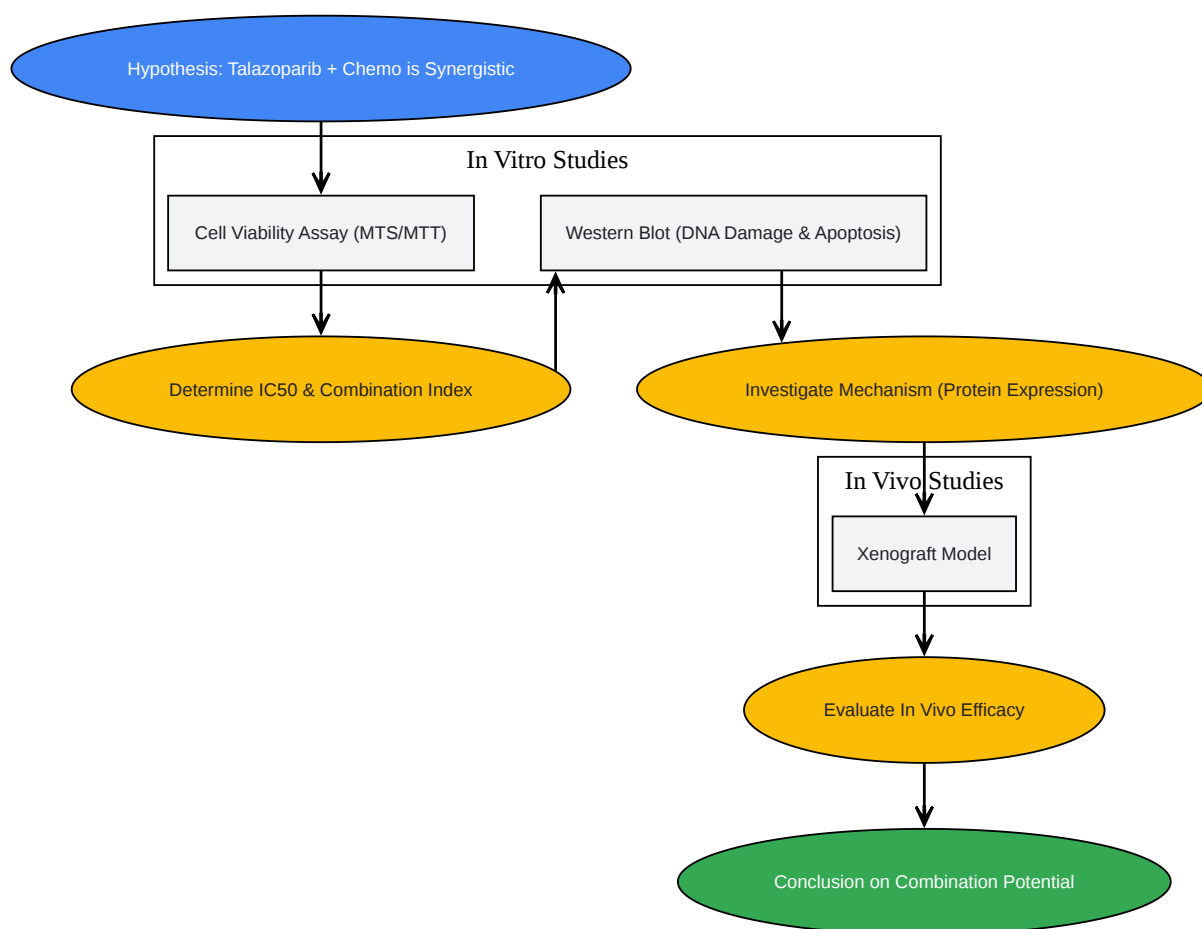 Hypothesis: Talazoparib + Chemo is Synergistic
In Vitro Studies
Cell Viability Assay (MTS/MTT)
Western Blot (DNA Damage & Apoptosis)
Determine IC50 & Combination Index
Investigate Mechanism (Protein Expression)
In Vivo Studies
Xenograft Model
Evaluate In Vivo Efficacy
Conclusion on Combination Potential